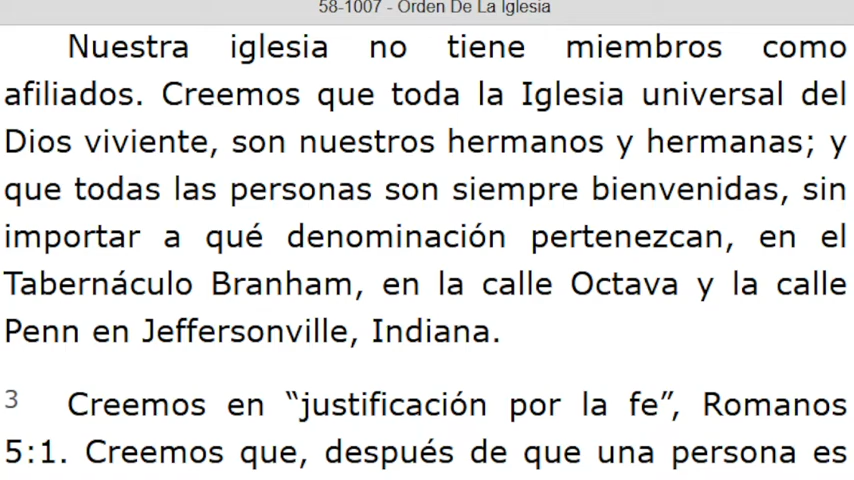 58-1007 - Orden De La Iglesia
Nuestra iglesia no tiene miembros como
afiliados. Creemos que toda la Iglesia universal del
Dios viviente, son nuestros hermanos y hermanas; y
que todas las personas son siempre bienvenidas, sin
importar a qué denominación pertenezcan, en el
Tabernáculo Branham, en la calle Octava y la calle
Penn en Jeffersonville, Indiana.
3 Creemos en “justificación por la fe”, Romanos
5:1. Creemos que, después de que una persona es